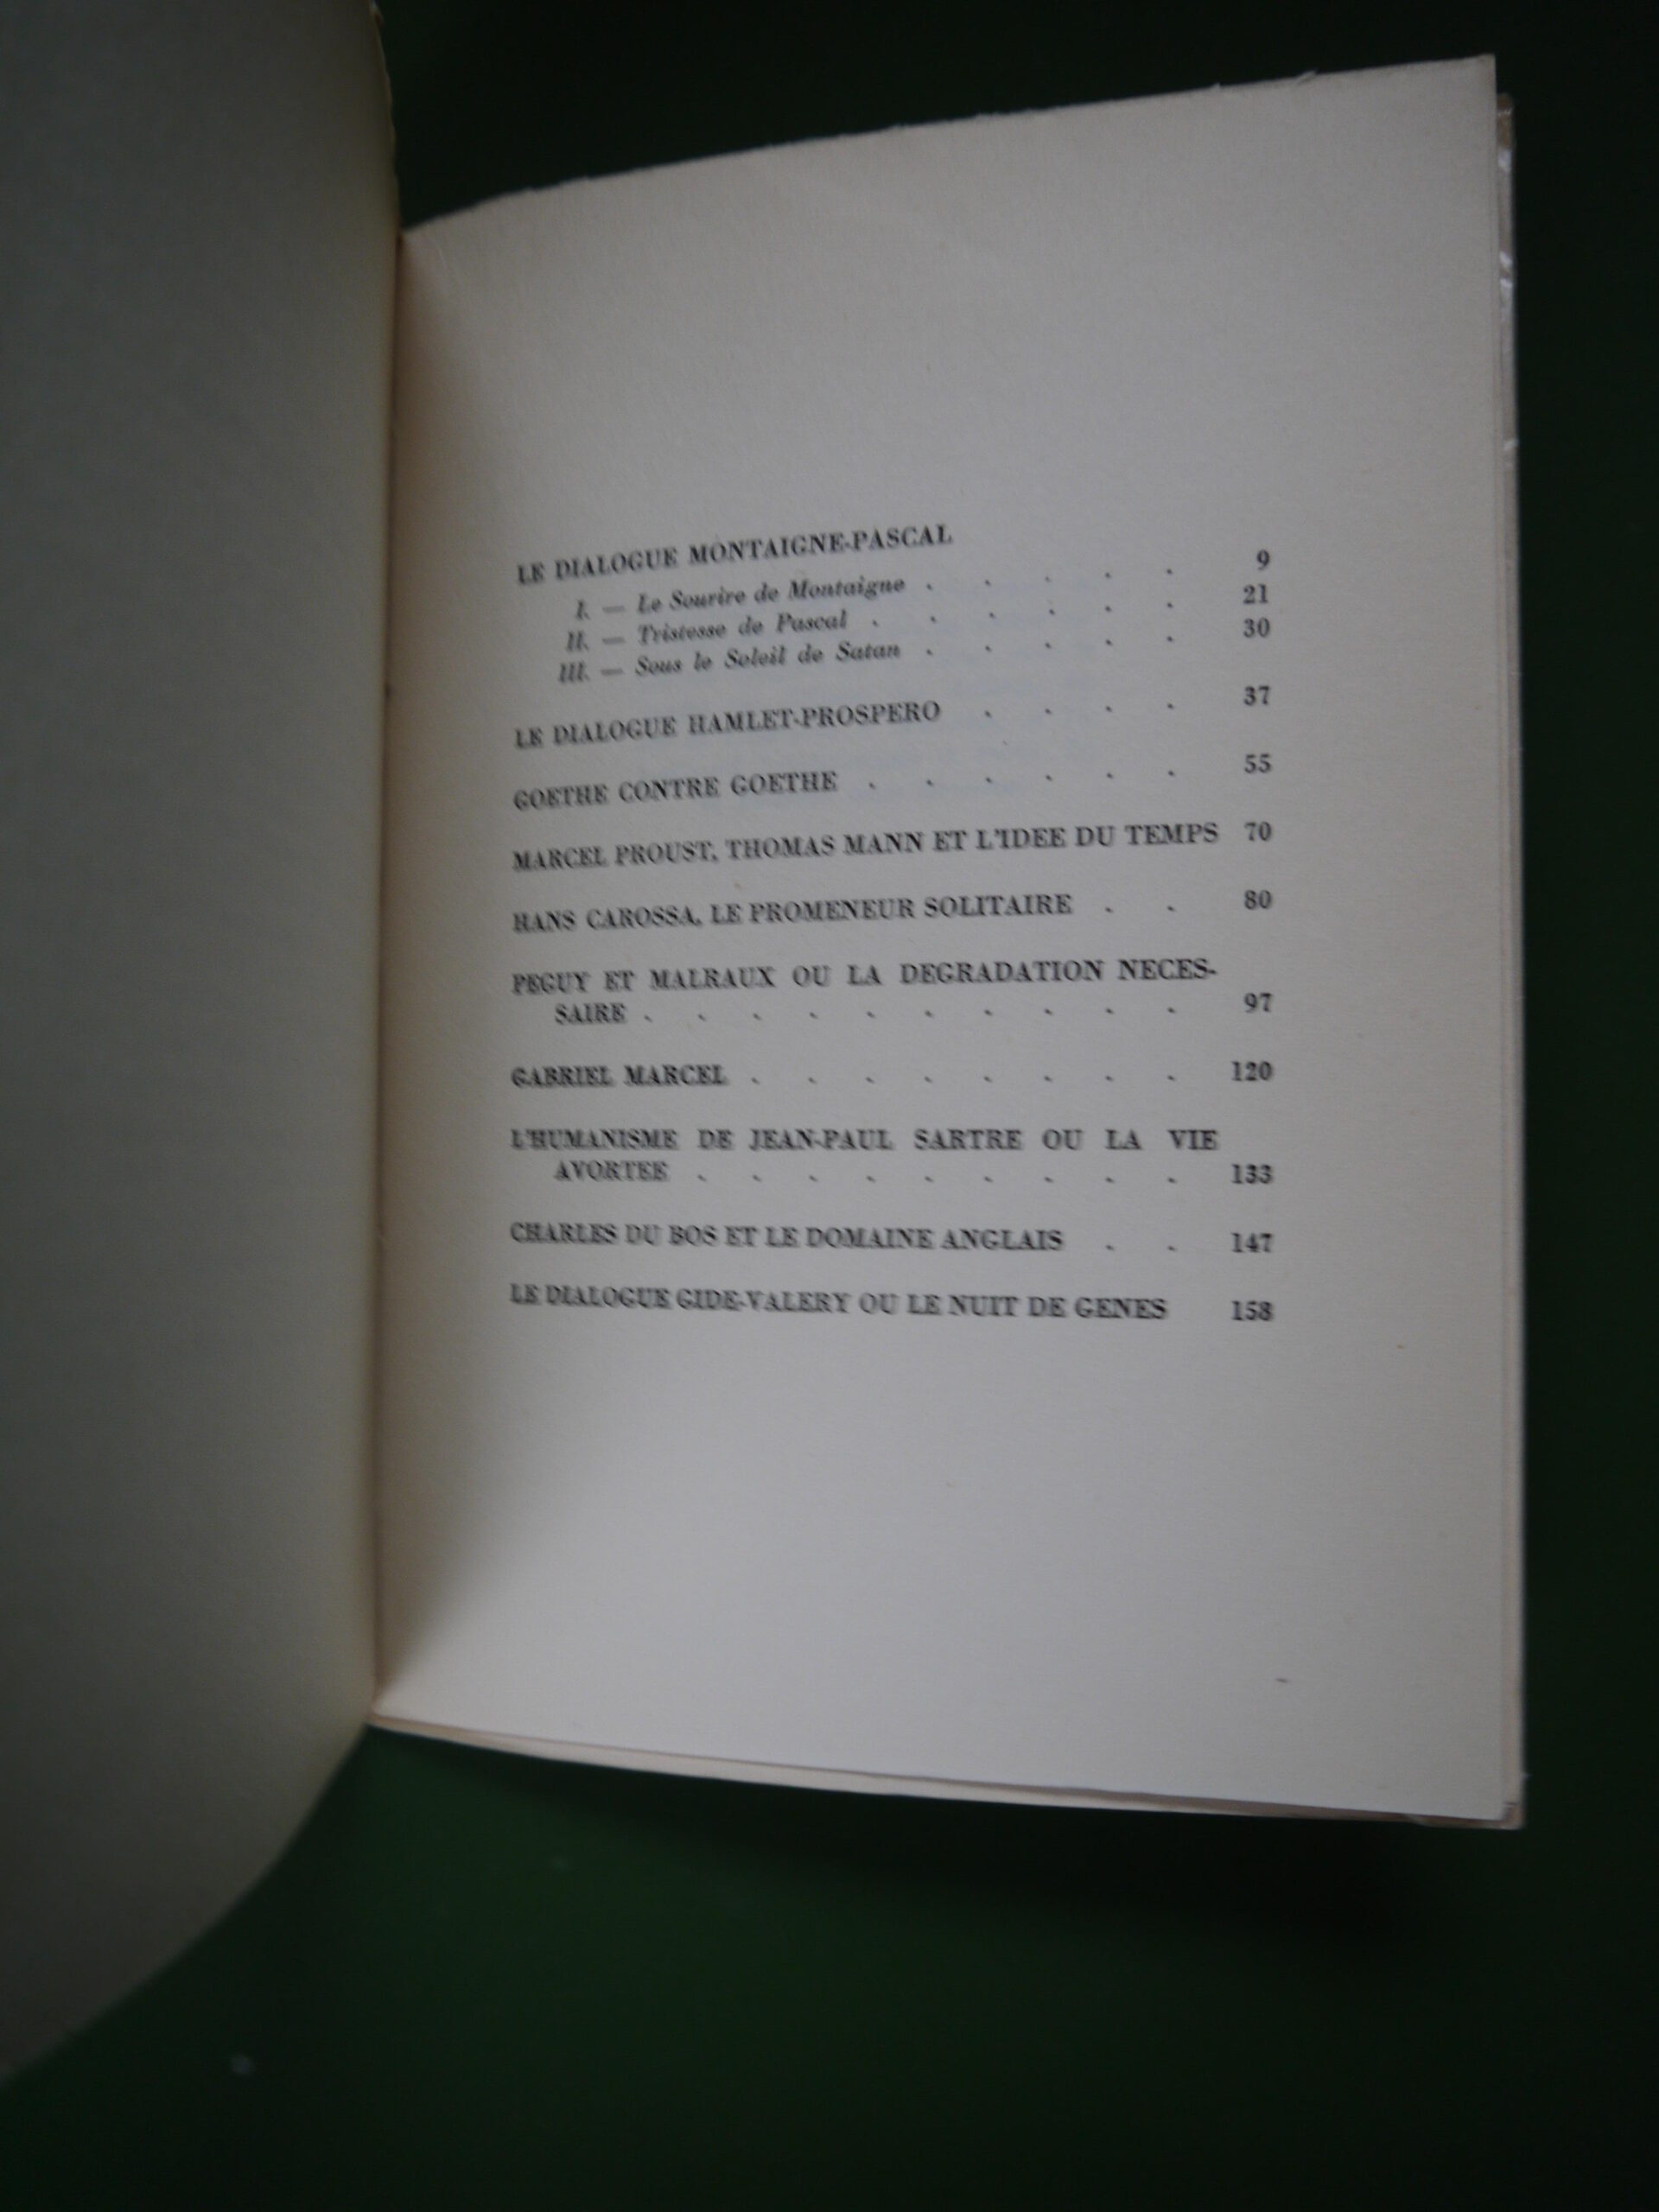 LE DIALOGUE MONTAIGNE-PASCAL
I. — Le Sourire de Montaigne . . . . . 9
II. — Tristesse de Pascal . . . . . . 21
III. — Sous le Soleil de Satan . . . . . 30
LE DIALOGUE HAMLET-PROSPERO . . . . 37
GOETHE CONTRE GOETHE . . . . . . 55
MARCEL PROUST, THOMAS MANN ET L'IDEE DU TEMPS 70
HANS CAROSSA, LE PROMENEUR SOLITAIRE . . 80
PEGUY ET MALRAUX OU LA DEGRADATION NECES-
SAIRE . . . . . . . . . . 97
GABRIEL MARCEL . . . . . . . . 120
L'HUMANISME DE JEAN-PAUL SARTRE OU LA VIE
AVORTEE . . . . . . . . . 133
CHARLES DU BOS ET LE DOMAINE ANGLAIS . . 147
LE DIALOGUE GIDE-VALERY OU LE NUIT DE GENES 158